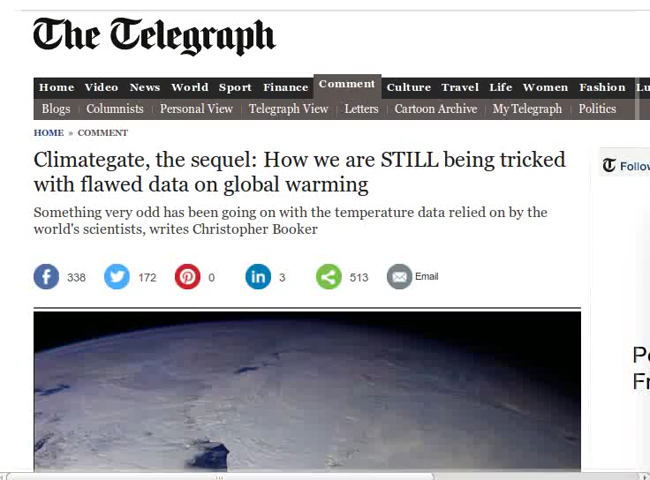 The Telegraph
Home Video News World Sport Finance Comment Culture Travel Life Women Fashion Lu
Blogs Columnists Personal View Telegraph View Letters Cartoon Archive My Telegraph Politics
HOME » COMMENT
Climategate, the sequel: How we are STILL being tricked
with flawed data on global warming
Something very odd has been going on with the temperature data relied on by the
world's scientists, writes Christopher Booker
338 172 0 3 513 Email
Follow